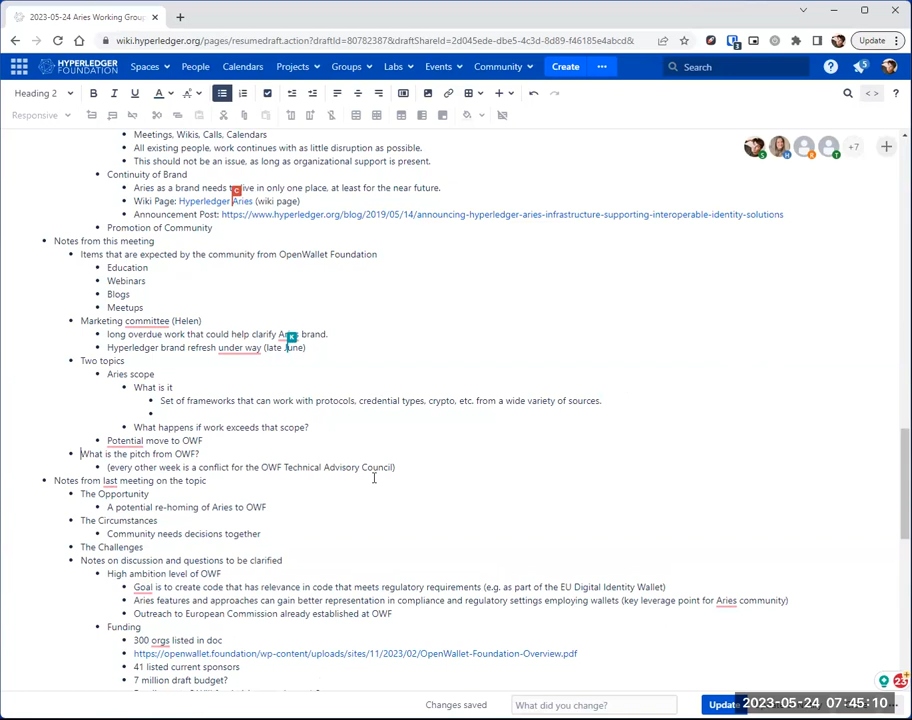 2023-05-24 Aries Working Group
wiki.hyperledger.org/pages/resumedraft.action?draftId=80782387&draftShareId=2d045ede-dbe5-4c3d-8d89-f46185e4abcd&
Update
HYPERLEDGER FOUNDATION Spaces People Calendars Projects Groups Labs Events Community Create Search 5
Heading 2 B I U A
Responsive
Meetings, Wikis, Calls, Calendars
All existing people, work continues with as little disruption as possible.
This should not be an issue, as long as organizational support is present.
+7
Continuity of Brand
Aries as a brand needs to live in only one place, at least for the near future.
Wiki Page: Hyperledger Aries (wiki page)
Announcement Post: https://www.hyperledger.org/blog/2019/05/14/announcing-hyperledger-aries-infrastructure-supporting-interoperable-identity-solutions
Promotion of Community
Notes from this meeting
Items that are expected by the community from OpenWallet Foundation
Education
Webinars
Blogs
Meetups
Marketing committee (Helen)
long overdue work that could help clarify Aries brand.
Hyperledger brand refresh under way (late June)
Two topics
Aries scope
What is it
Set of frameworks that can work with protocols, credential types, crypto, etc. from a wide variety of sources.
What happens if work exceeds that scope?
Potential move to OWF
What is the pitch from OWF?
(every other week is a conflict for the OWF Technical Advisory Council)
Notes from last meeting on the topic
The Opportunity
A potential re-homing of Aries to OWF
The Circumstances
Community needs decisions together
The Challenges
Notes on discussion and questions to be clarified
High ambition level of OWF
Goal is to create code that has relevance in code that meets regulatory requirements (e.g. as part of the EU Digital Identity Wallet)
Aries features and approaches can gain better representation in compliance and regulatory settings employing wallets (key leverage point for Aries community)
Outreach to European Commission already established at OWF
Funding
300 orgs listed in doc
https://openwallet.foundation/wp-content/uploads/sites/11/2023/02/OpenWallet-Foundation-Overview.pdf
41 listed current sponsors
7 million draft budget?
23
Changes saved What did you change? Update 2023-05-24 07:45:10